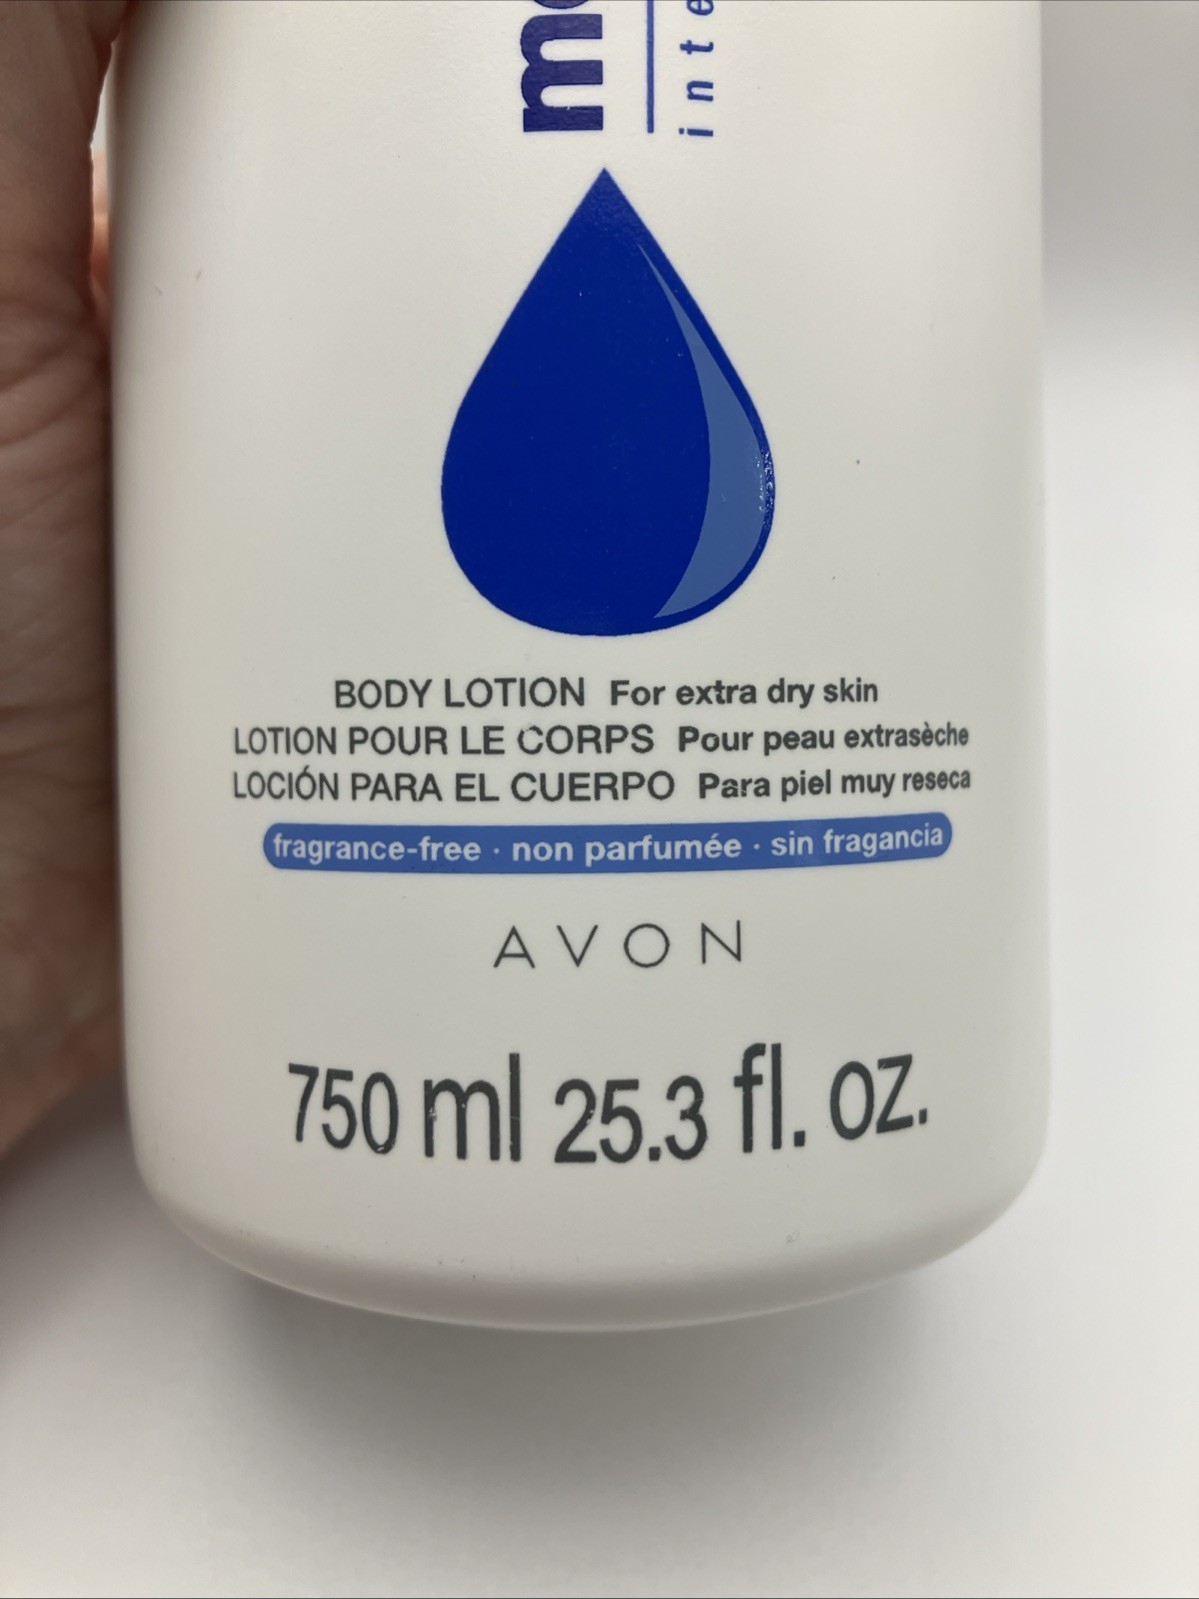 BODY LOTION For extra dry skin
LOTION POUR LE CORPS Pour peau extrasèche
LOCIÓN PARA EL CUERPO Para piel muy reseca
fragrance-free · non parfumée · sin fragancia
AVON
750 ml 25.3 fl. oz.